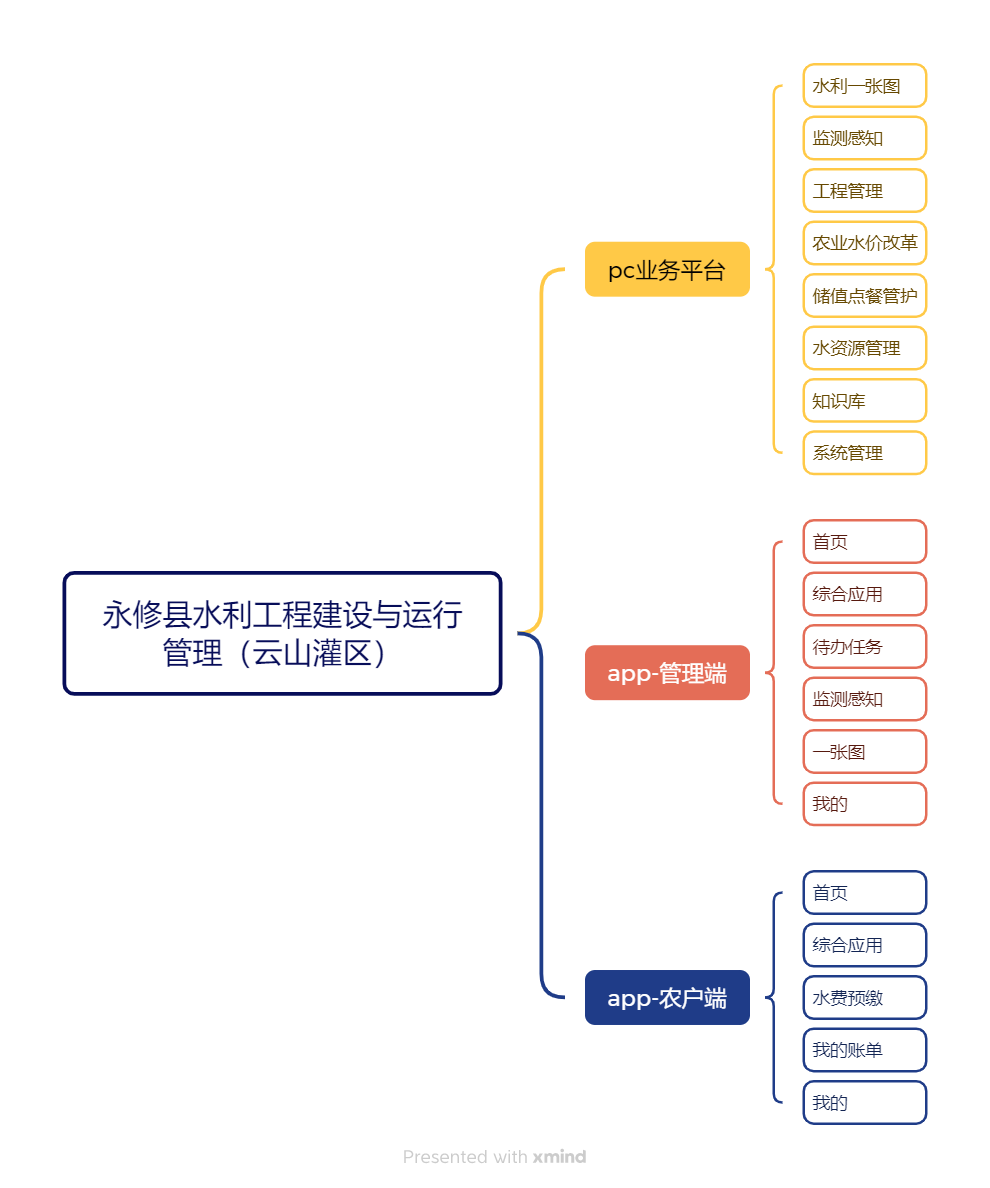 永修县水利工程建设与运行
管理（云山灌区）
pc业务平台
水利一张图
监测感知
工程管理
农业水价改革
储值点餐管护
水资源管理
知识库
系统管理
app-管理端
首页
综合应用
待办任务
监测感知
一张图
我的
app-农户端
首页
综合应用
水费预缴
我的账单
我的
Presented with xmind